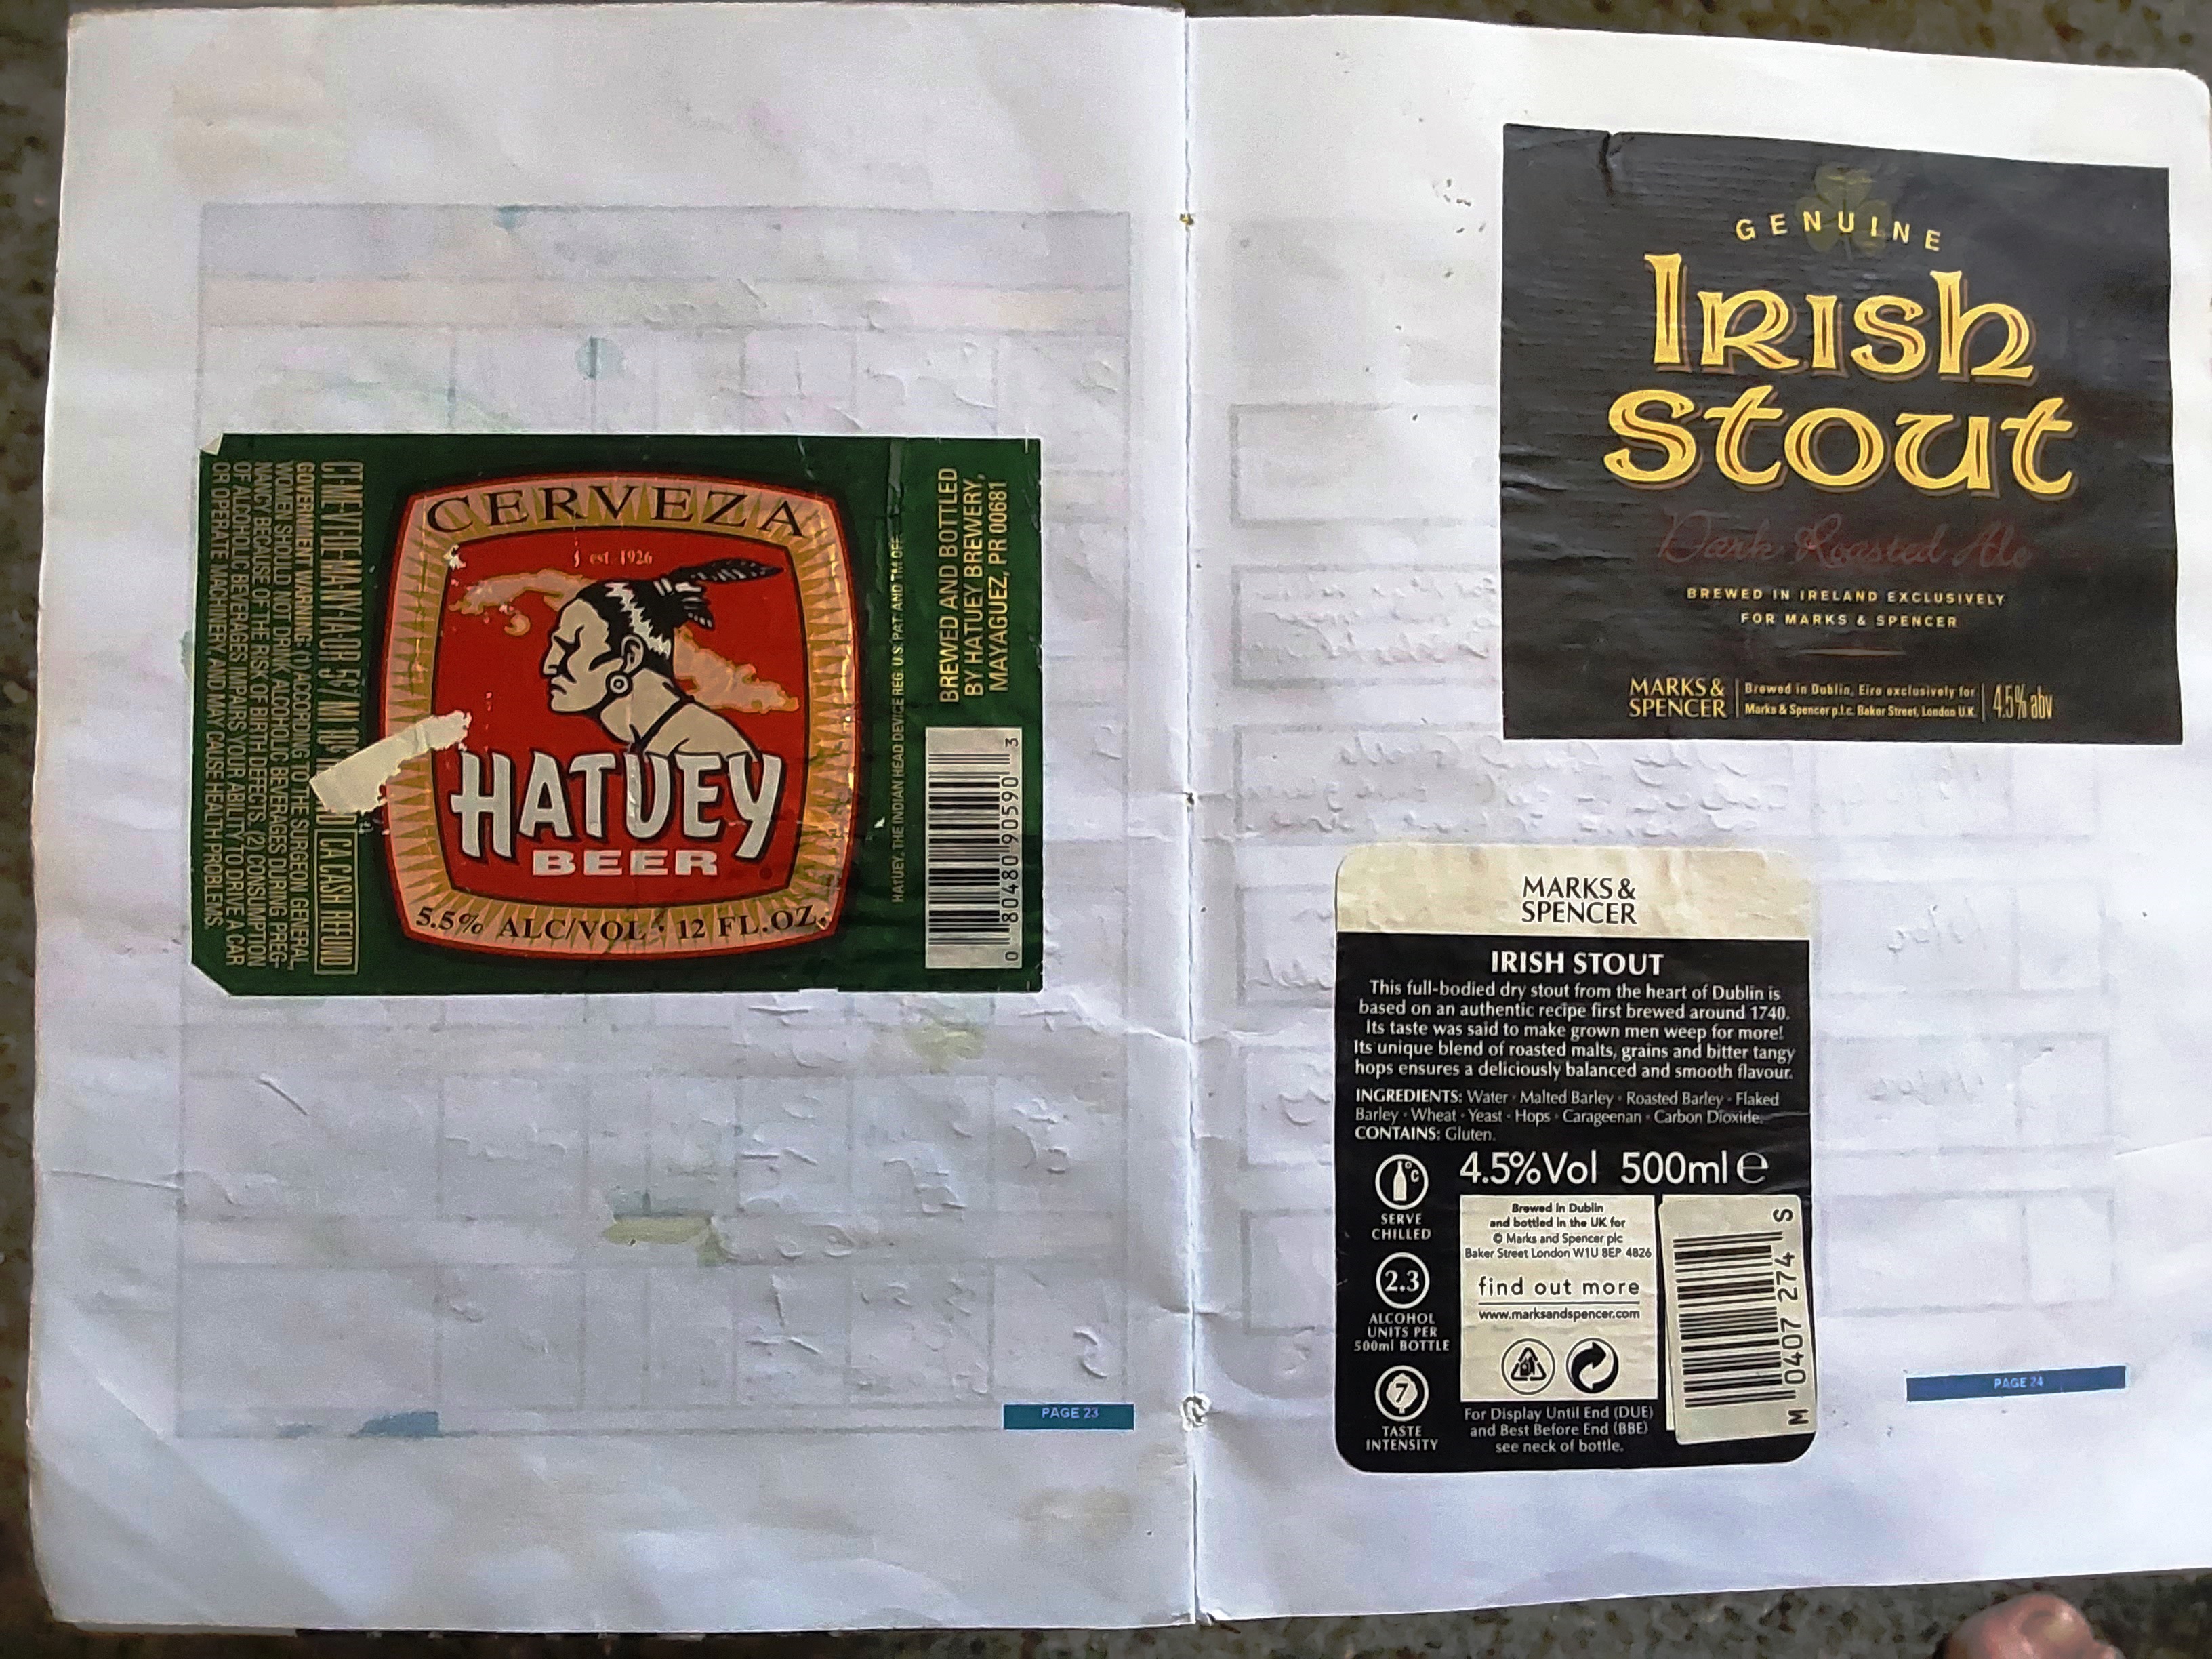 CERVEZA
est. 1926
HATUEY
BEER
5.5% ALC/VOL · 12 FL.OZ.
CT-ME-VT-DE-MA-NY-IA-OR 5¢/MI 10¢
CA CASH REFUND
GOVERNMENT WARNING: (1) ACCORDING TO THE SURGEON GENERAL,
WOMEN SHOULD NOT DRINK ALCOHOLIC BEVERAGES DURING PREG-
NANCY BECAUSE OF THE RISK OF BIRTH DEFECTS. (2) CONSUMPTION
OF ALCOHOLIC BEVERAGES IMPAIRS YOUR ABILITY TO DRIVE A CAR
OR OPERATE MACHINERY, AND MAY CAUSE HEALTH PROBLEMS.
HATUEY, THE INDIAN HEAD DEVICE REG. U.S. PAT. AND TM OFF.
BREWED AND BOTTLED
BY HATUEY BREWERY,
MAYAGUEZ, PR 00681
0 80480 90590 3
PAGE 23
GENUINE
Irish
Stout
Dark Roasted Ale
BREWED IN IRELAND EXCLUSIVELY
FOR MARKS & SPENCER
MARKS &
SPENCER
Brewed in Dublin, Eire exclusively for
Marks & Spencer p.l.c. Baker Street, London U.K.
4.5% abv
MARKS &
SPENCER
IRISH STOUT
This full-bodied dry stout from the heart of Dublin is
based on an authentic recipe first brewed around 1740.
Its taste was said to make grown men weep for more!
Its unique blend of roasted malts, grains and bitter tangy
hops ensures a deliciously balanced and smooth flavour.
INGREDIENTS: Water · Malted Barley · Roasted Barley · Flaked
Barley · Wheat · Yeast · Hops · Carageenan · Carbon Dioxide.
CONTAINS: Gluten.
4.5%Vol 500ml e
°C
SERVE
CHILLED
2.3
ALCOHOL
UNITS PER
500ml BOTTLE
7
TASTE
INTENSITY
Brewed in Dublin
and bottled in the UK for
© Marks and Spencer plc
Baker Street London W1U 8EP 4826
find out more
www.marksandspencer.com
For Display Until End (DUE)
and Best Before End (BBE)
see neck of bottle.
M 0407 274 S
PAGE 24